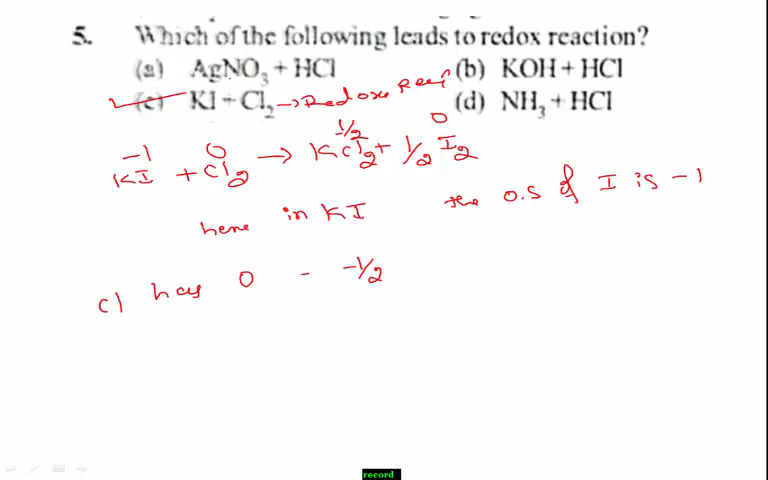 5. Which of the following leads to redox reaction?
(a) AgNO3 + HCl (b) KOH + HCl
(c) KI + Cl2 → Redox (d) NH3 + HCl
-1 0 1/2 0
KI + Cl2 → KCl2 + 1/2 I2
here in KI the O.S of I is -1
Cl has 0 - -1/2
record